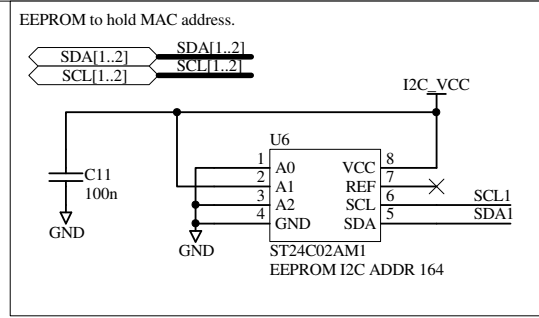 EEPROM to hold MAC address.
SDA[1..2] SDA[1..2]
SCL[1..2] SCL[1..2]
I2C_VCC
U6
1 A0 VCC 8
2 A1 REF 7
3 A2 SCL 6 SCL1
4 GND SDA 5 SDA1
C11
100n
GND
GND
ST24C02AM1
EEPROM I2C ADDR 164